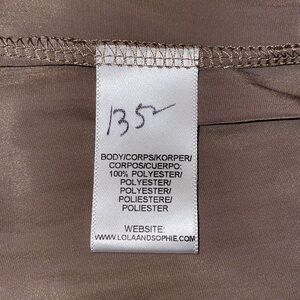 135
BODY/CORPS/KORPER/
CORPOS/CUERPO:
100% POLYESTER/
POLYESTER/
POLYESTER/
POLIESTERE/
POLIESTER
WEBSITE:
WWW.LOLAANDSOPHIE.COM